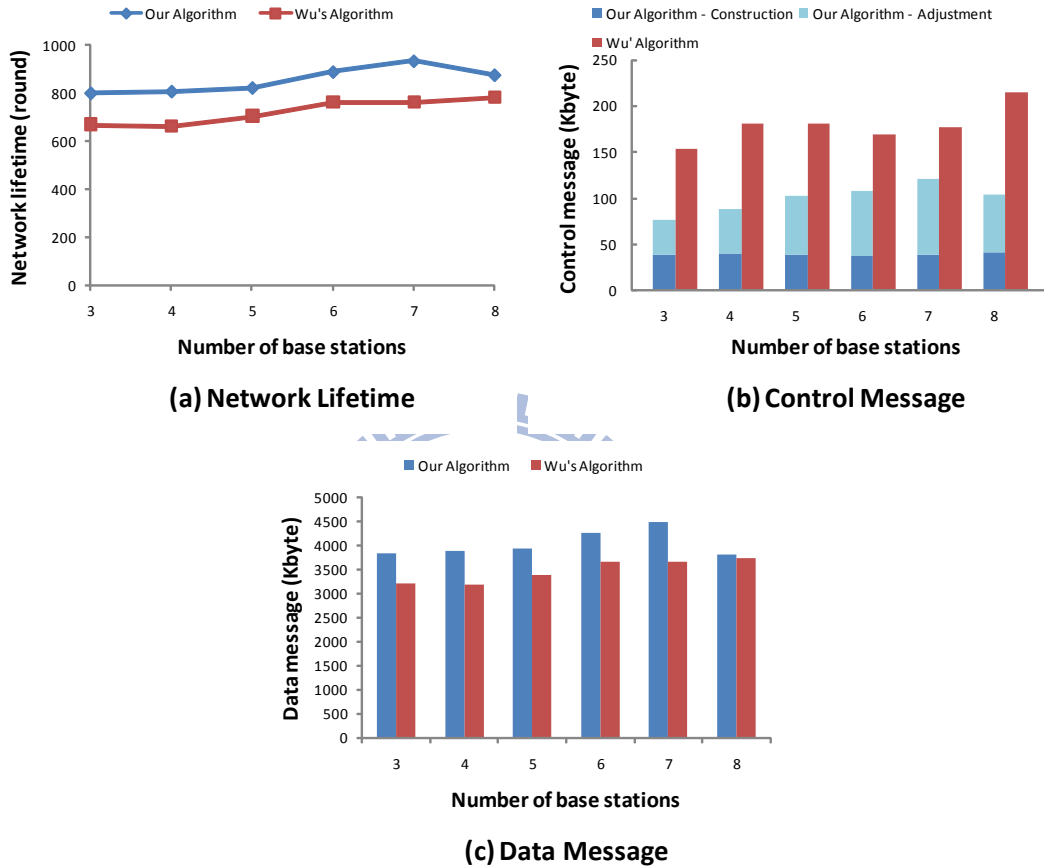 Our Algorithm
Wu's Algorithm
Network lifetime (round)
1000
800
600
400
200
0
3 4 5 6 7 8
Number of base stations
(a) Network Lifetime
Our Algorithm - Construction
Our Algorithm - Adjustment
Wu' Algorithm
Control message (Kbyte)
250
200
150
100
50
0
3 4 5 6 7 8
Number of base stations
(b) Control Message
Our Algorithm
Wu's Algorithm
Data message (Kbyte)
5000
4500
4000
3500
3000
2500
2000
1500
1000
500
0
3 4 5 6 7 8
Number of base stations
(c) Data Message